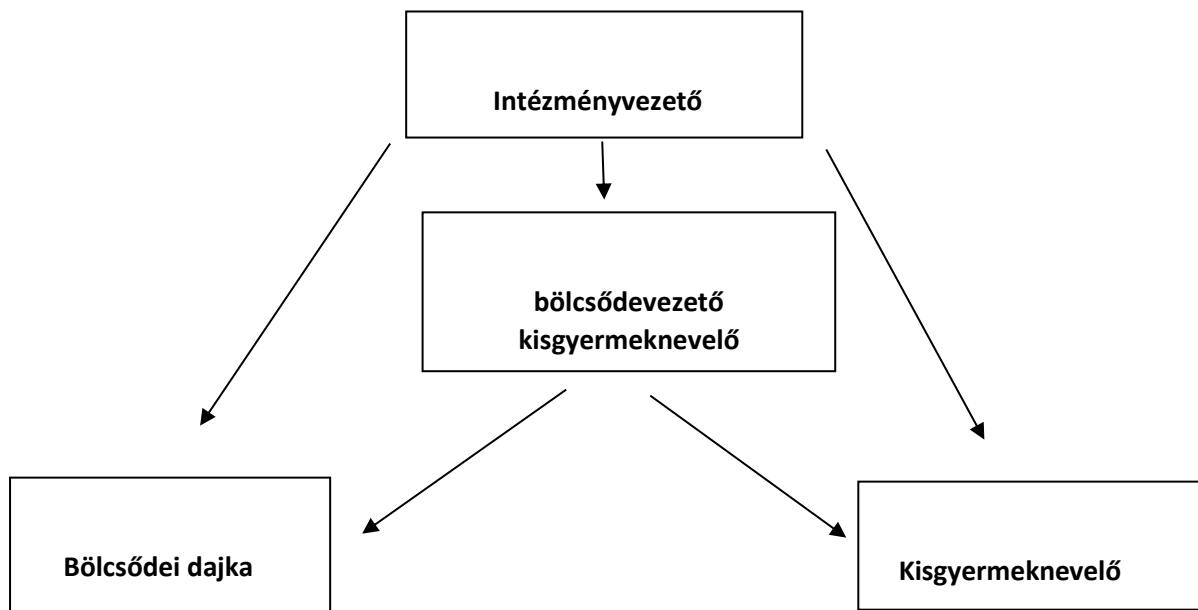 Intézményvezető
bölcsődevezető
kisgyermeknevelő
Bölcsődei dajka
Kisgyermeknevelő